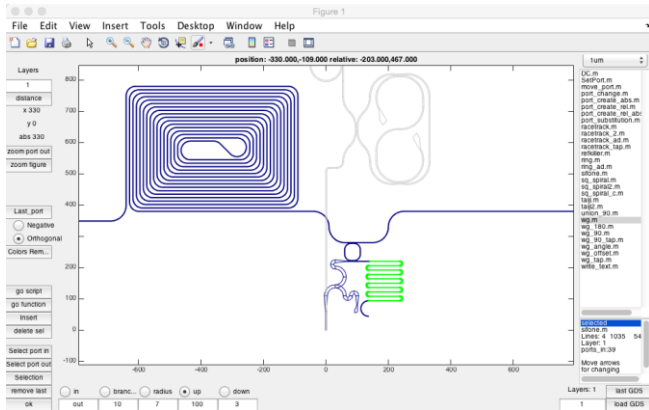 Figure 1
File Edit View Insert Tools Desktop Window Help
position: -330.000,-109.000 relative: -203.000,467.000
Layers
1
distance
x 330
y 0
abs 330
zoom port out
zoom figure
Last_port
Negative
Orthogonal
Colors Rem...
go script
go function
Insert
delete sel
Select port in
Select port out
Selection
remove last
ok
800
700
600
500
400
300
200
100
0
-100
-600
-400
-200
0
200
400
600
1um
DC.m
SetPort.m
move_port.m
port_change.m
port_create_abs.m
port_create_rel.m
port_create_rel_abs
port_substitution.m
racetrack.m
racetrack_2.m
racetrack_ad.m
racetrack_tap.m
refkiller.m
ring.m
ring_ad.m
sifone.m
sq_spiral.m
sq_spiral2.m
sq_spiral_c.m
taiji.m
taiji2.m
union_90.m
wg.m
wg_180.m
wg_90.m
wg_90_tap.m
wg_angle.m
wg_offset.m
wg_tap.m
write_text.m
selected
sifone.m
Lines: 4 1035 54
Layer: 1
ports_in:39
Move arrows
for changing
in
branc...
radius
up
down
out
10
7
100
3
Layers: 1
last GDS
1
load GDS